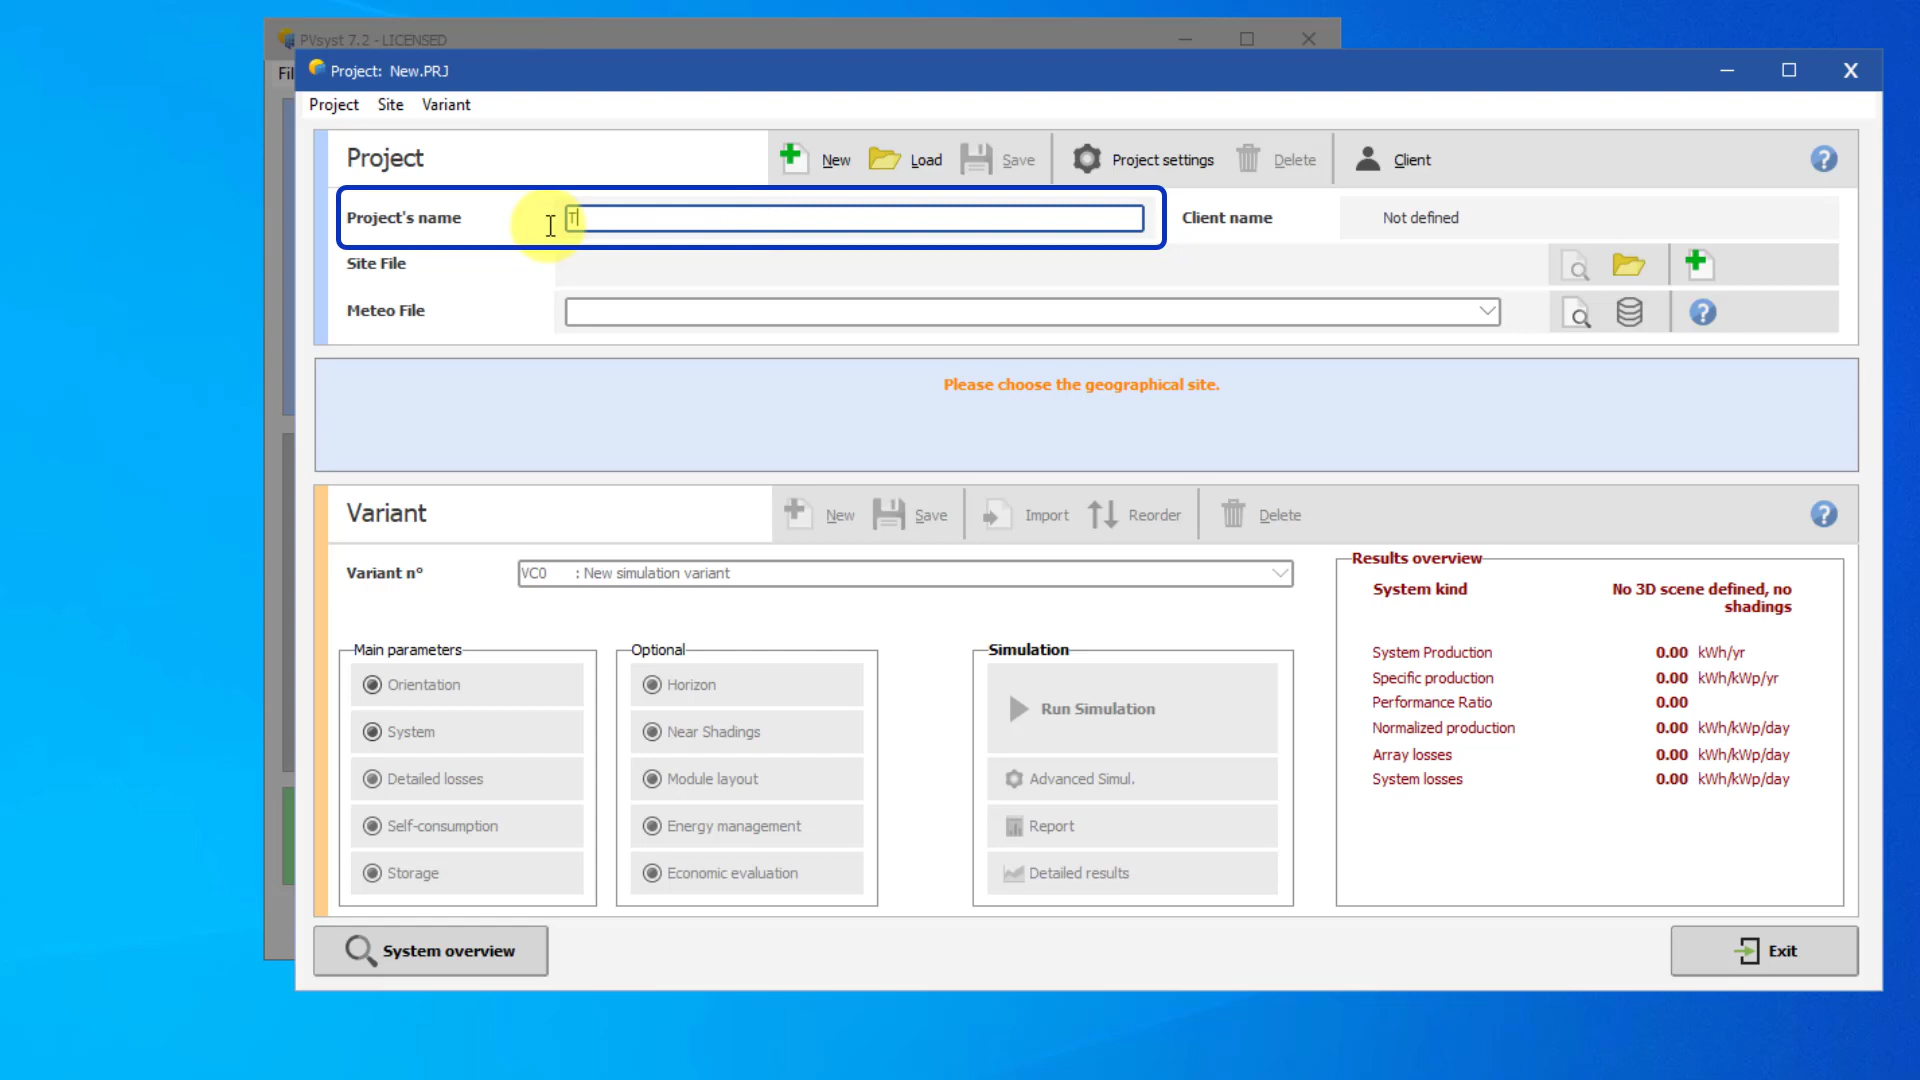 PVsyst 7.2 - LICENSED
Fil
Project: New.PRJ
Project Site Variant
Project
New Load Save Project settings Delete Client
Project's name T Client name Not defined
Site File
Meteo File
Please choose the geographical site.
Variant
New Save Import Reorder Delete
Variant n° VC0 : New simulation variant
Results overview
System kind No 3D scene defined, no
shadings
System Production 0.00 kWh/yr
Specific production 0.00 kWh/kWp/yr
Performance Ratio 0.00
Normalized production 0.00 kWh/kWp/day
Array losses 0.00 kWh/kWp/day
System losses 0.00 kWh/kWp/day
Main parameters
Orientation
System
Detailed losses
Self-consumption
Storage
Optional
Horizon
Near Shadings
Module layout
Energy management
Economic evaluation
Simulation
Run Simulation
Advanced Simul.
Report
Detailed results
System overview
Exit